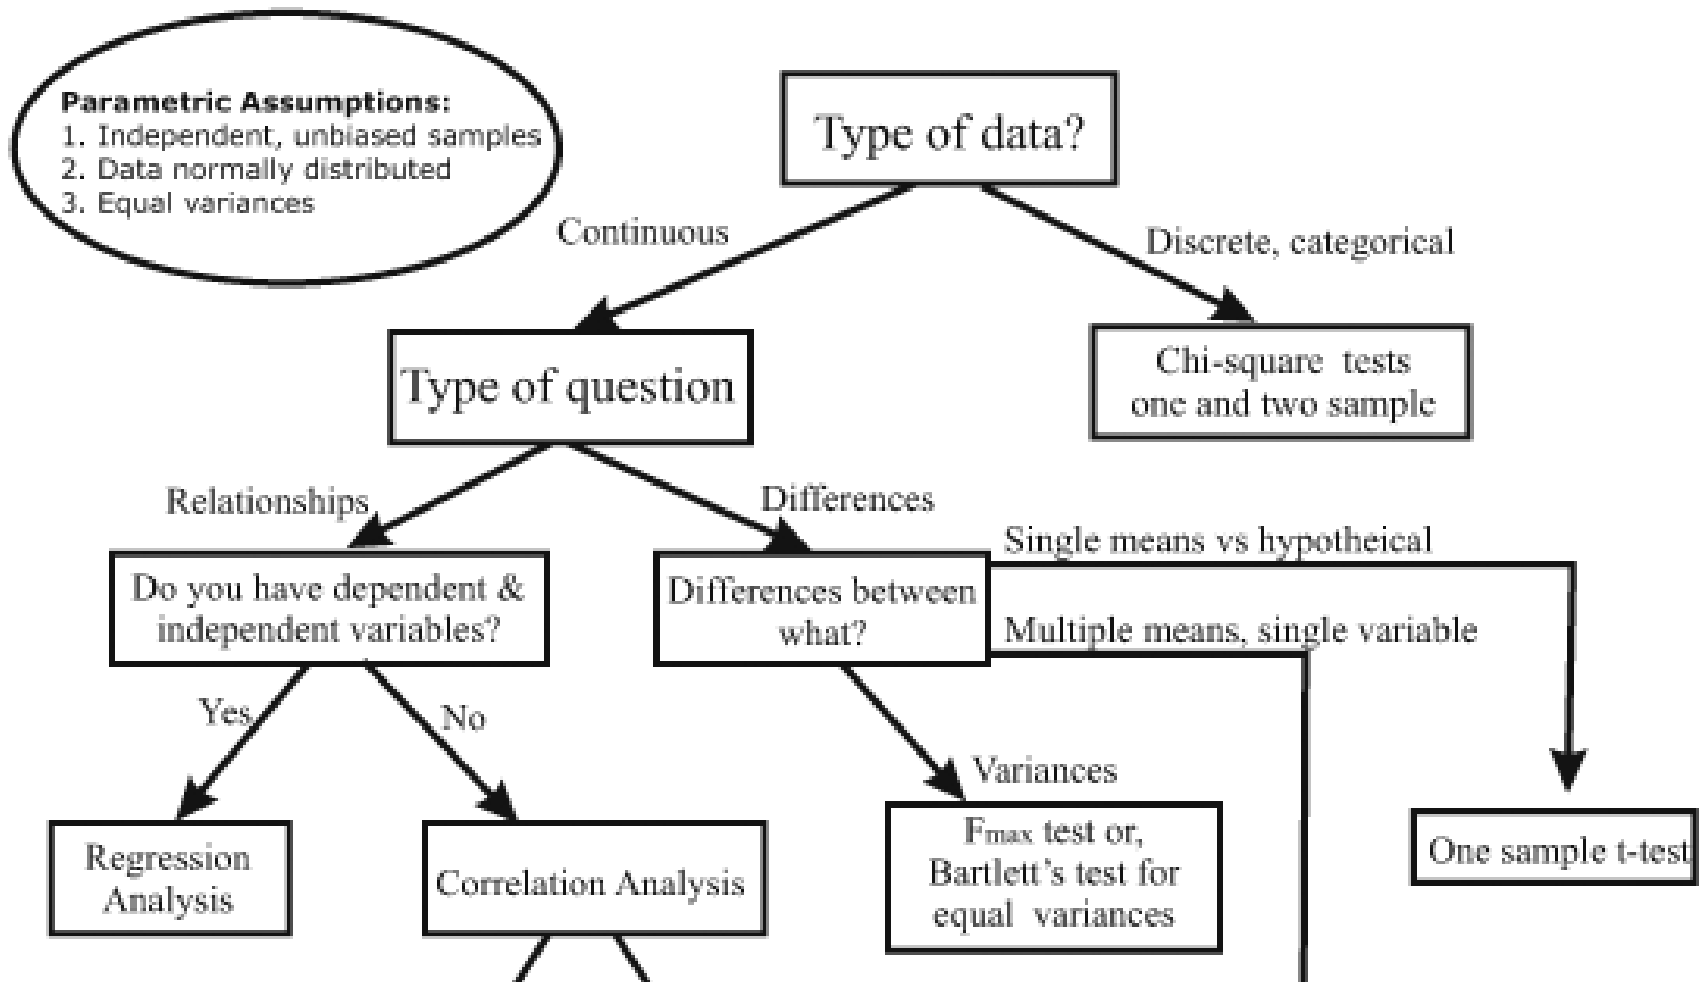 Parametric Assumptions:
1. Independent, unbiased samples
2. Data normally distributed
3. Equal variances
Type of data?
Continuous
Discrete, categorical
Type of question
Chi-square tests
one and two sample
Relationships
Differences
Do you have dependent &
independent variables?
Differences between
what?
Single means vs hypotheical
Multiple means, single variable
Yes
No
Variances
Regression
Analysis
Correlation Analysis
Fmax test or,
Bartlett's test for
equal variances
One sample t-test